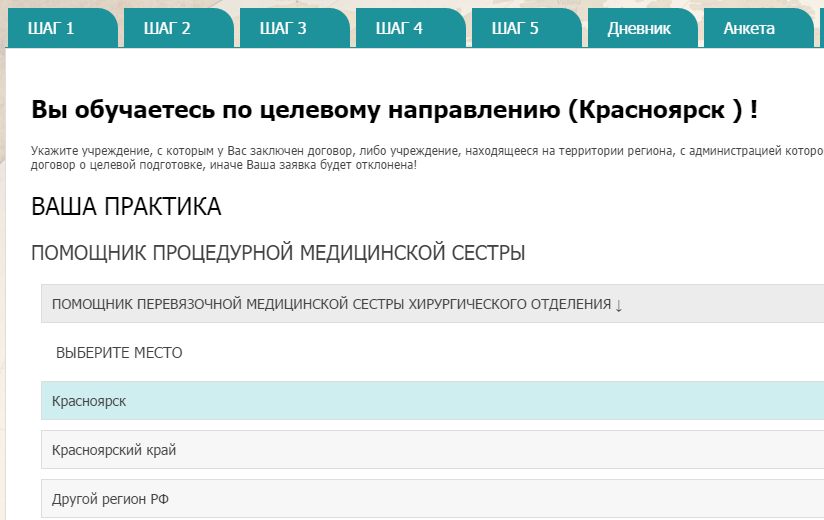 ШАГ 1 ШАГ 2 ШАГ 3 ШАГ 4 ШАГ 5 Дневник Анкета
Вы обучаетесь по целевому направлению (Красноярск ) !
Укажите учреждение, с которым у Вас заключен договор, либо учреждение, находящееся на территории региона, с администрацией которо
договор о целевой подготовке, иначе Ваша заявка будет отклонена!
ВАША ПРАКТИКА
ПОМОЩНИК ПРОЦЕДУРНОЙ МЕДИЦИНСКОЙ СЕСТРЫ
ПОМОЩНИК ПЕРЕВЯЗОЧНОЙ МЕДИЦИНСКОЙ СЕСТРЫ ХИРУРГИЧЕСКОГО ОТДЕЛЕНИЯ ↓
ВЫБЕРИТЕ МЕСТО
Красноярск
Красноярский край
Другой регион РФ